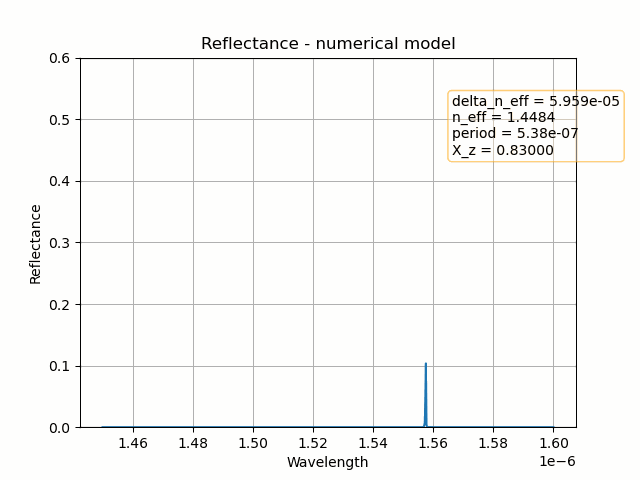 Reflectance - numerical model
0.6
0.5
0.4
0.3
0.2
0.1
0.0
Reflectance
delta_n_eff = 5.959e-05
n_eff = 1.4484
period = 5.38e-07
X_z = 0.83000
1.46 1.48 1.50 1.52 1.54 1.56 1.58 1.60
1e−6
Wavelength